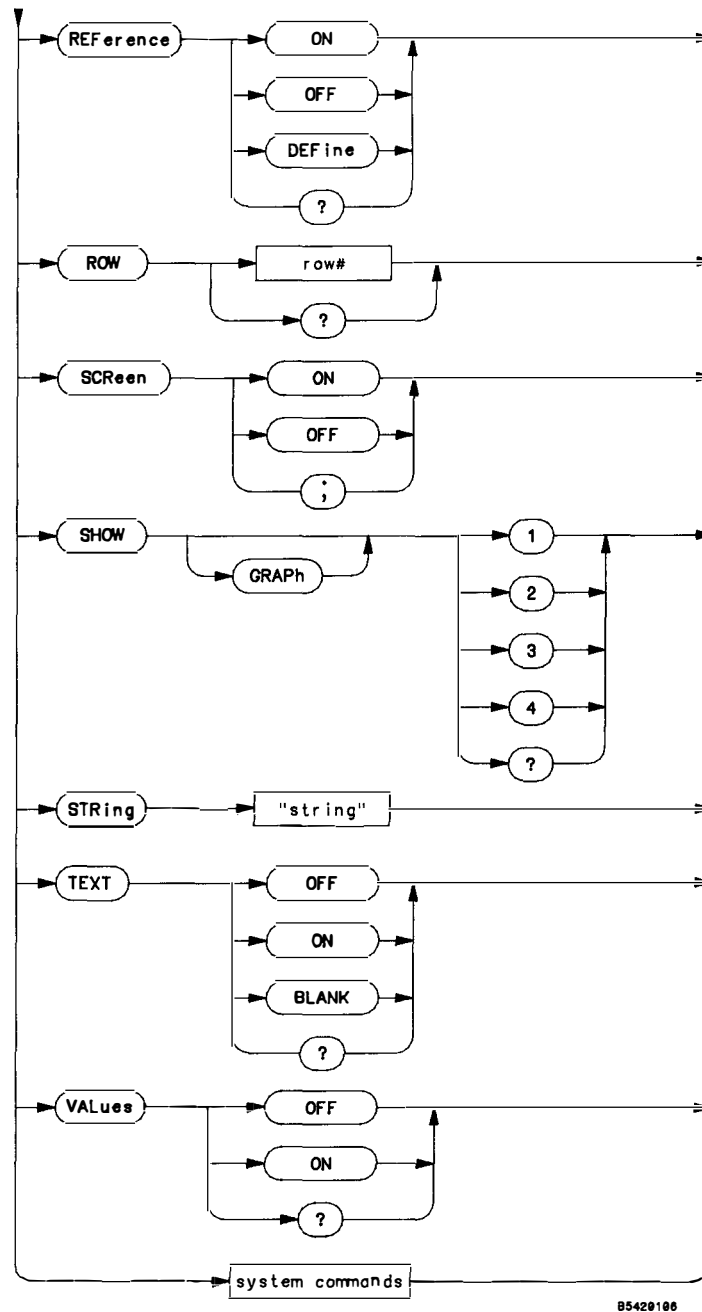 REFerence
ON
OFF
DEFine
?
ROW
row#
?
SCReen
ON
OFF
;
SHOW
GRAPh
1
2
3
4
?
STRing
"string"
TEXT
OFF
ON
BLANK
?
VALues
OFF
ON
?
system commands